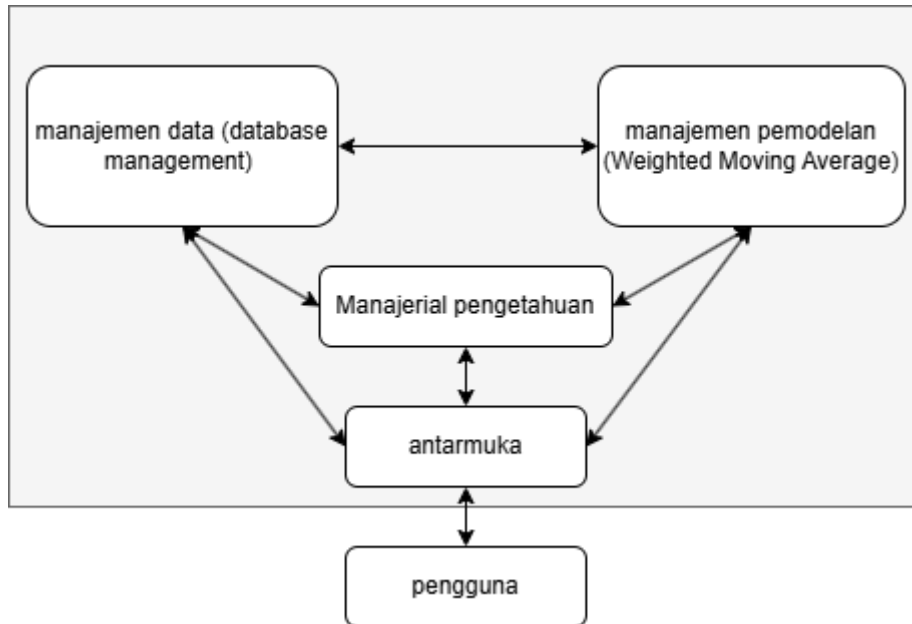 manajemen data (database
management)
manajemen pemodelan
(Weighted Moving Average)
Manajerial pengetahuan
antarmuka
pengguna